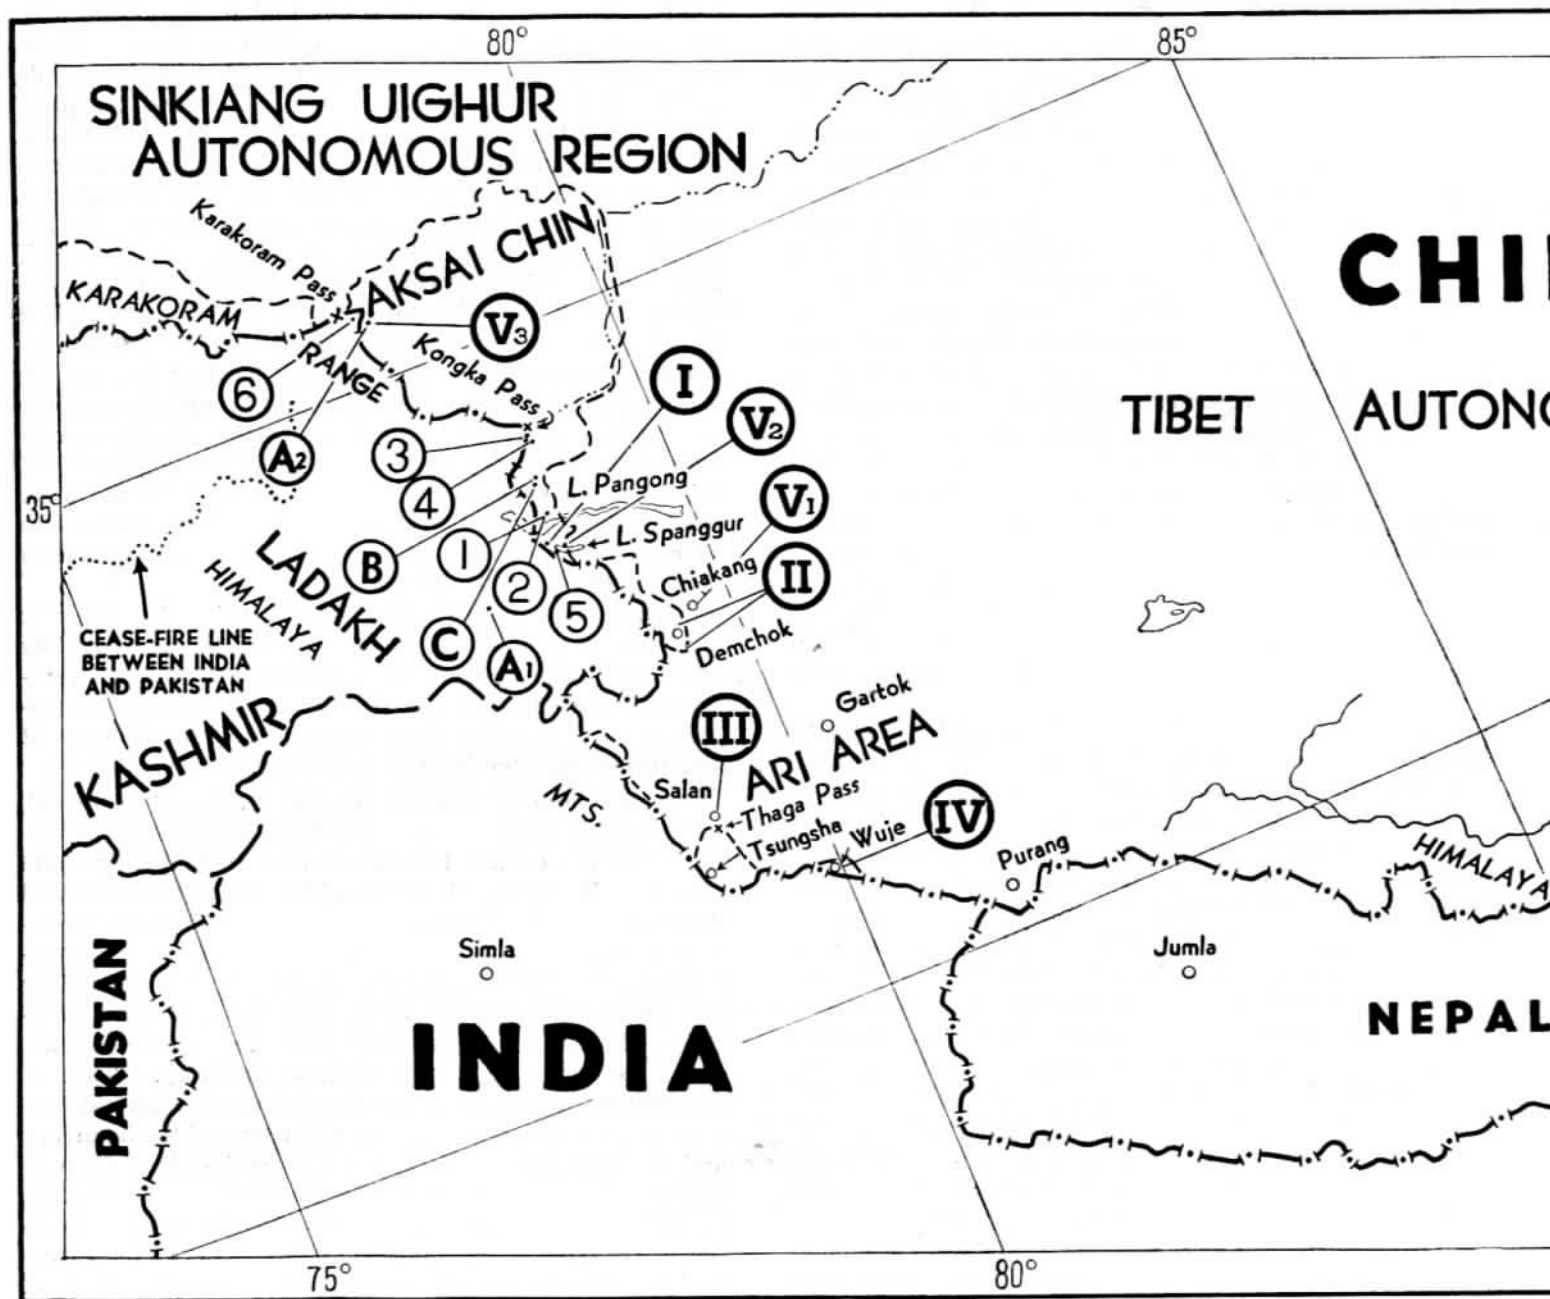 80°
85°
SINKIANG UIGHUR
AUTONOMOUS REGION
Karakoram Pass
AKSAI CHIN
CHI
KARAKORAM
RANGE
V3
Kongka Pass
I
6
V2
TIBET
AUTONO
A2
3
4
L. Pangong
V1
35°
L. Spanggur
LADAKH
HIMALAYA
B
1
2
5
Chiakang
II
CEASE-FIRE LINE
BETWEEN INDIA
AND PAKISTAN
C
A1
Demchok
KASHMIR
III
Gartok
ARI AREA
MTS.
Salan
Thaga Pass
Tsungsha
Wuje
IV
Purang
HIMALAYA
PAKISTAN
Simla
Jumla
INDIA
NEPAL
75°
80°